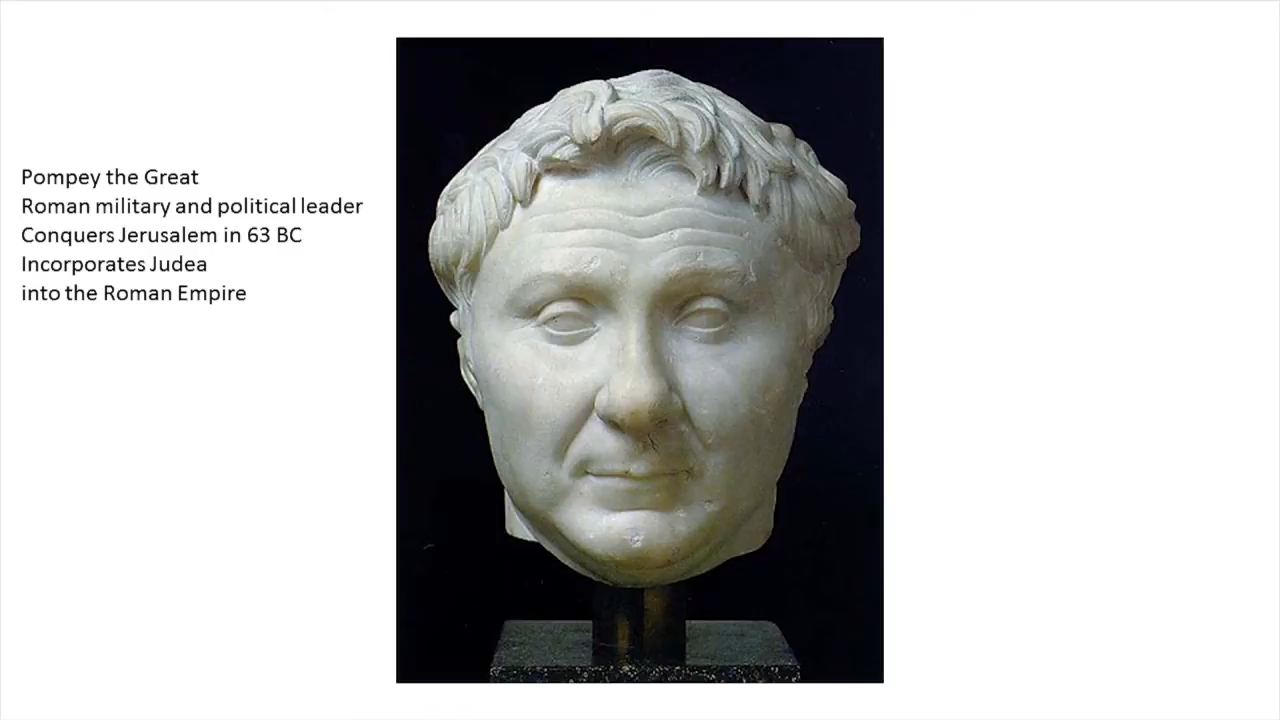 Pompey the Great
Roman military and political leader
Conquers Jerusalem in 63 BC
Incorporates Judea
into the Roman Empire